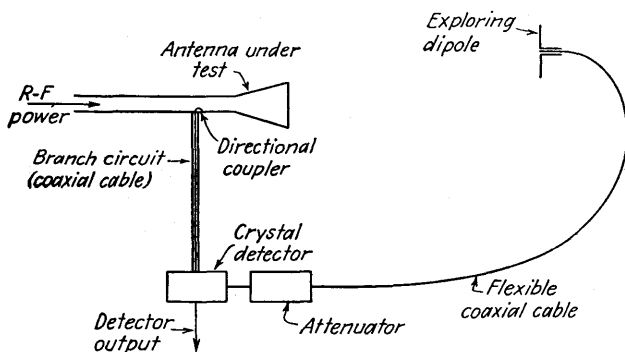 Exploring
dipole
Antenna under
test
R-F
power
Directional
coupler
Branch circuit
(coaxial cable)
Crystal
detector
Flexible
coaxial cable
Detector
output
Attenuator